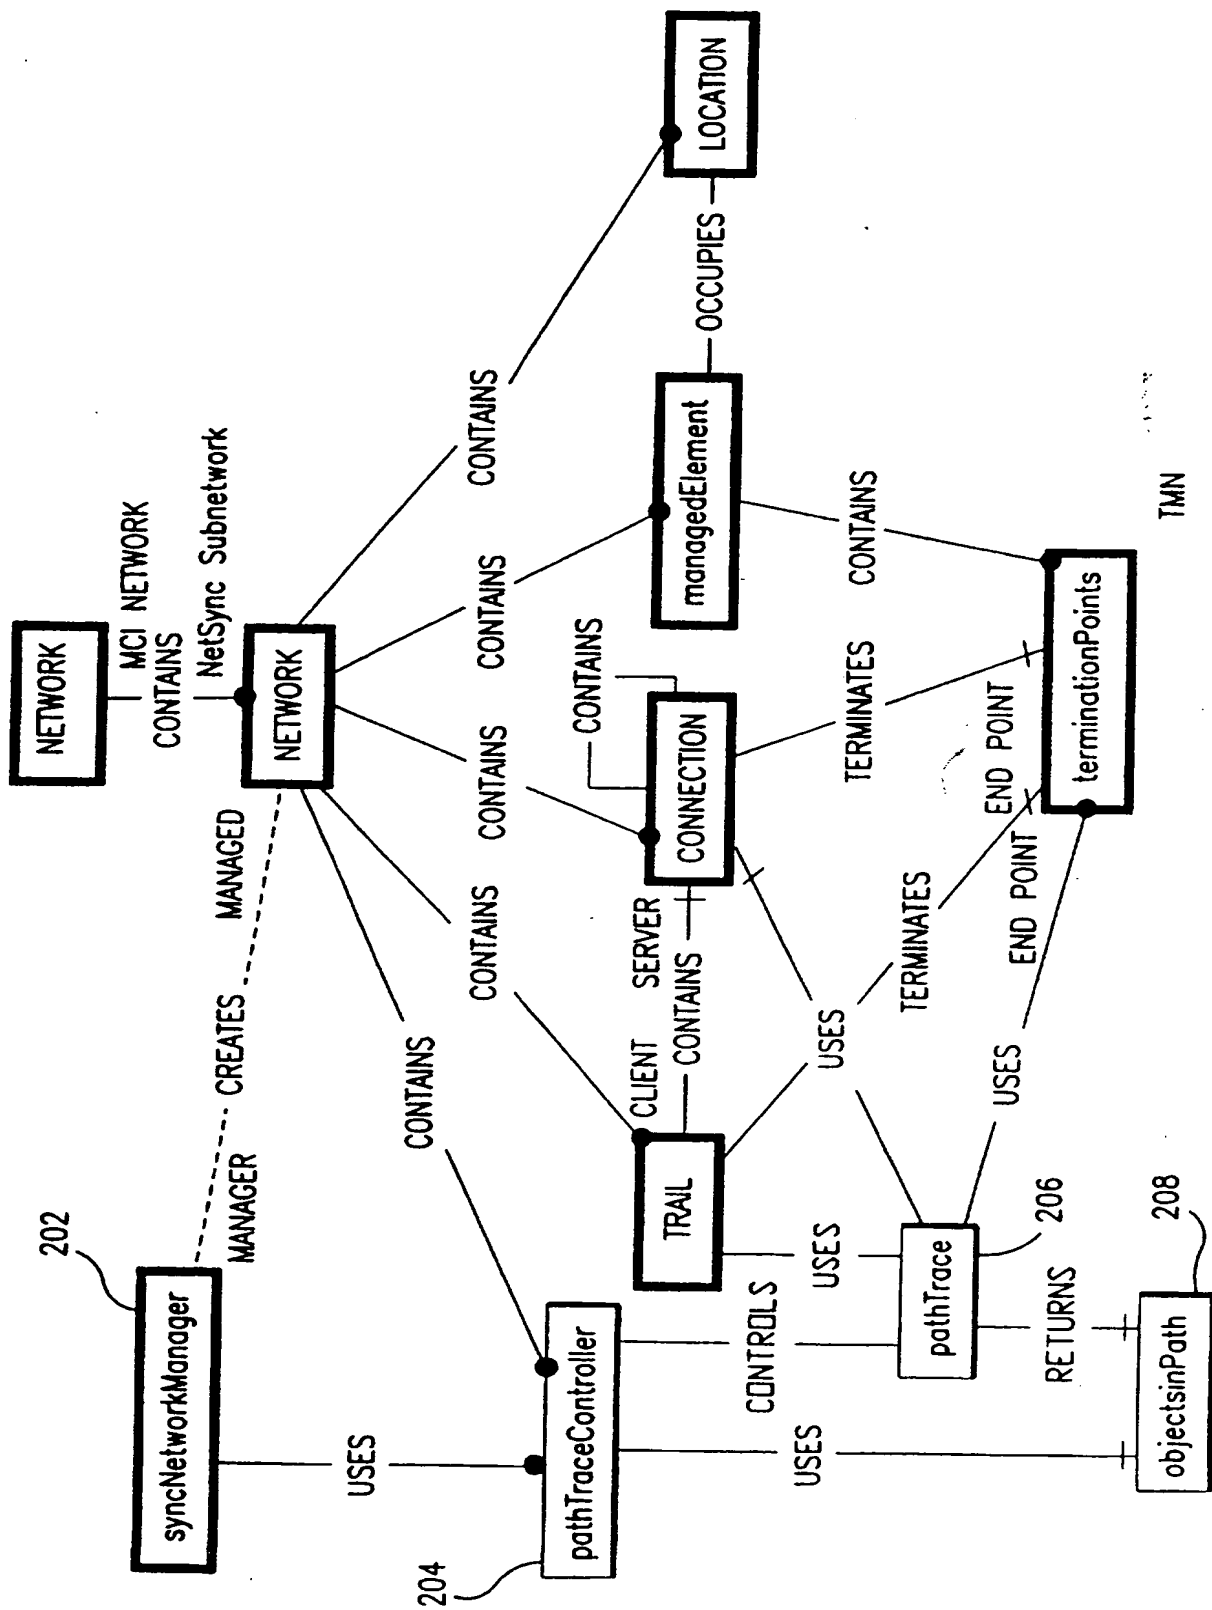 NETWORK
MCI NETWORK
CONTAINS
NetSync Subnetwork
NETWORK
202
syncNetworkManager
MANAGER
CREATES
MANAGED
USES
CONTAINS
CONTAINS
CONTAINS
CONTAINS
CONTAINS
204
pathTraceController
TRAIL
CLIENT
CONTAINS
SERVER
CONNECTION
CONTAINS
managedElement
OCCUPIES
LOCATION
CONTROLS
USES
USES
TERMINATES
TERMINATES
CONTAINS
USES
pathTrace
206
USES
END POINT
END POINT
terminationPoints
RETURNS
objectsinPath
208
TMN